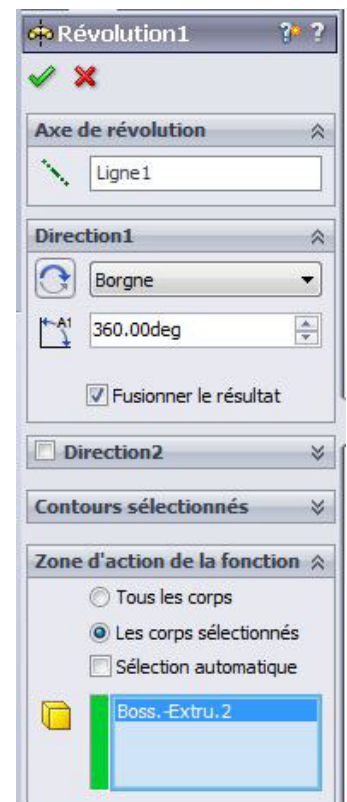 Révolution1 ? ?
Axe de révolution
Ligne1
Direction1
Borgne
A1
360.00deg
Fusionner le résultat
Direction2
Contours sélectionnés
Zone d'action de la fonction
Tous les corps
Les corps sélectionnés
Sélection automatique
Boss.-Extru.2